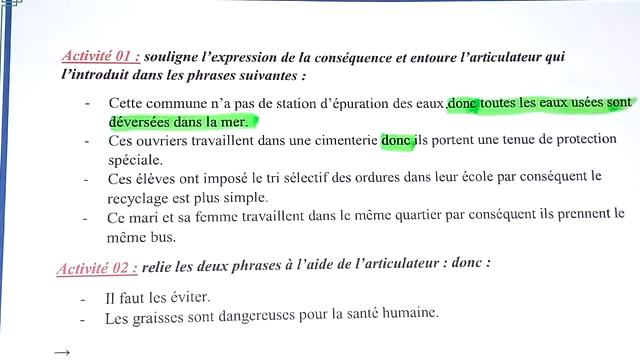 Activité 01 : souligne l'expression de la conséquence et entoure l'articulateur qui
l'introduit dans les phrases suivantes :
- Cette commune n'a pas de station d'épuration des eaux donc toutes les eaux usées sont
déversées dans la mer.
- Ces ouvriers travaillent dans une cimenterie donc ils portent une tenue de protection
spéciale.
- Ces élèves ont imposé le tri sélectif des ordures dans leur école par conséquent le
recyclage est plus simple.
- Ce mari et sa femme travaillent dans le même quartier par conséquent ils prennent le
même bus.
Activité 02 : relie les deux phrases à l'aide de l'articulateur : donc :
- Il faut les éviter.
- Les graisses sont dangereuses pour la santé humaine.
→